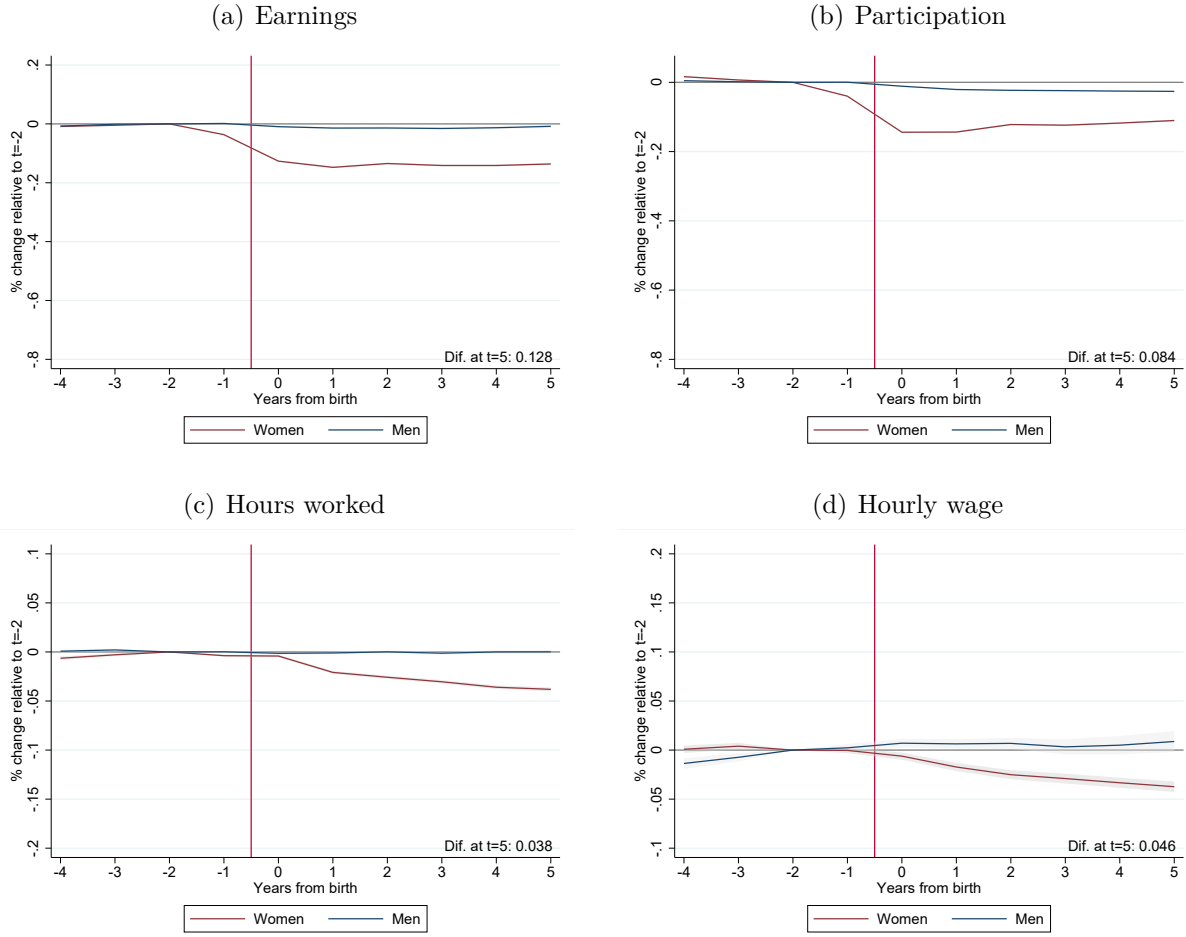 (a) Earnings
% change relative to t=-2
.2
0
-.2
-.4
-.6
-.8
Dif. at t=5: 0.128
-4 -3 -2 -1 0 1 2 3 4 5
Years from birth
Women Men
(b) Participation
% change relative to t=-2
0
-.2
-.4
-.6
-.8
Dif. at t=5: 0.084
-4 -3 -2 -1 0 1 2 3 4 5
Years from birth
Women Men
(c) Hours worked
% change relative to t=-2
.1
.05
0
-.05
-.1
-.15
-.2
Dif. at t=5: 0.038
-4 -3 -2 -1 0 1 2 3 4 5
Years from birth
Women Men
(d) Hourly wage
% change relative to t=-2
.2
.15
.1
.05
0
-.05
-.1
Dif. at t=5: 0.046
-4 -3 -2 -1 0 1 2 3 4 5
Years from birth
Women Men